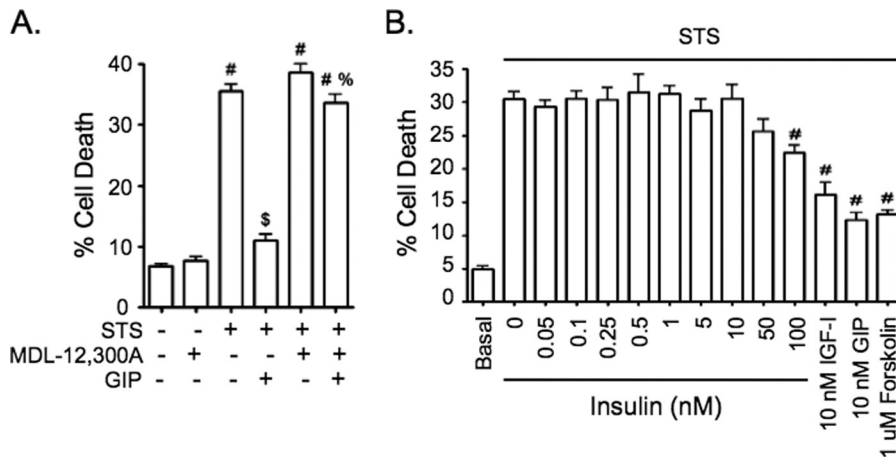 A.
% Cell Death
40
30
20
10
0
#
$
#
# %
STS - - + + + +
MDL-12,300A - + - - + +
GIP - - - + - +
B.
STS
% Cell Death
35
30
25
20
15
10
5
0
#
#
#
#
Basal
0
0.05
0.1
0.25
0.5
1
5
10
50
100
10 nM IGF-I
10 nM GIP
1 uM Forskolin
Insulin (nM)